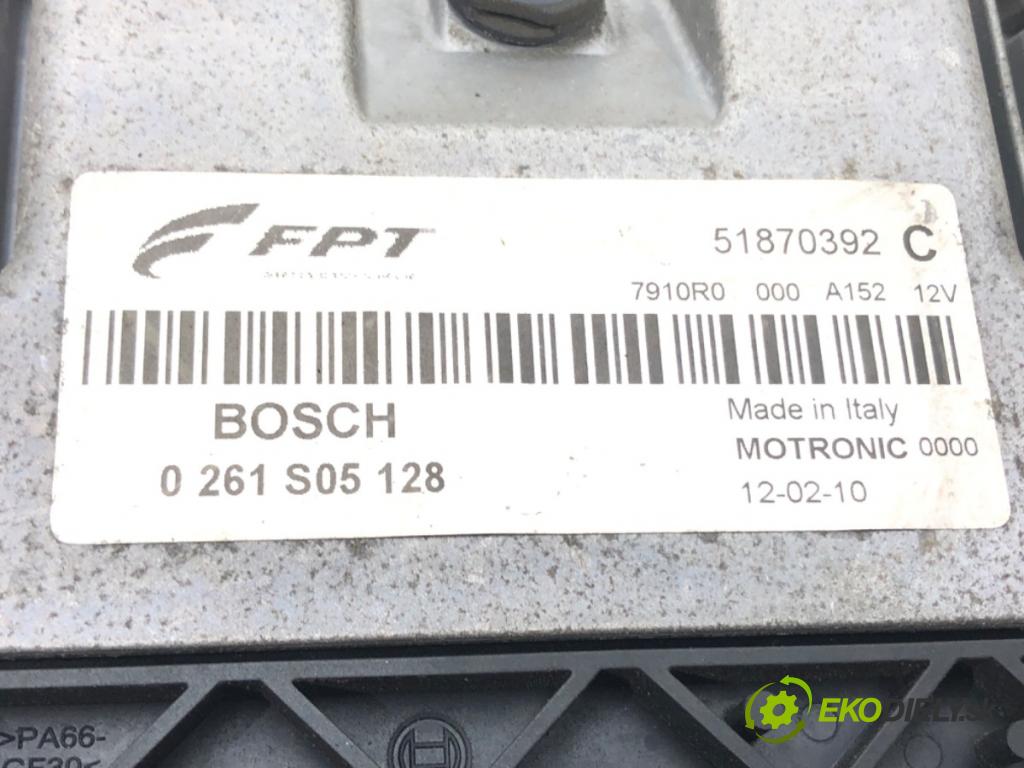 FPT
51870392 C
7910R0 000 A152 12V
BOSCH
Made in Italy
0 261 S05 128
MOTRONIC 0000
12-02-10
>PA66-
GF30<
EKODIELY.SK